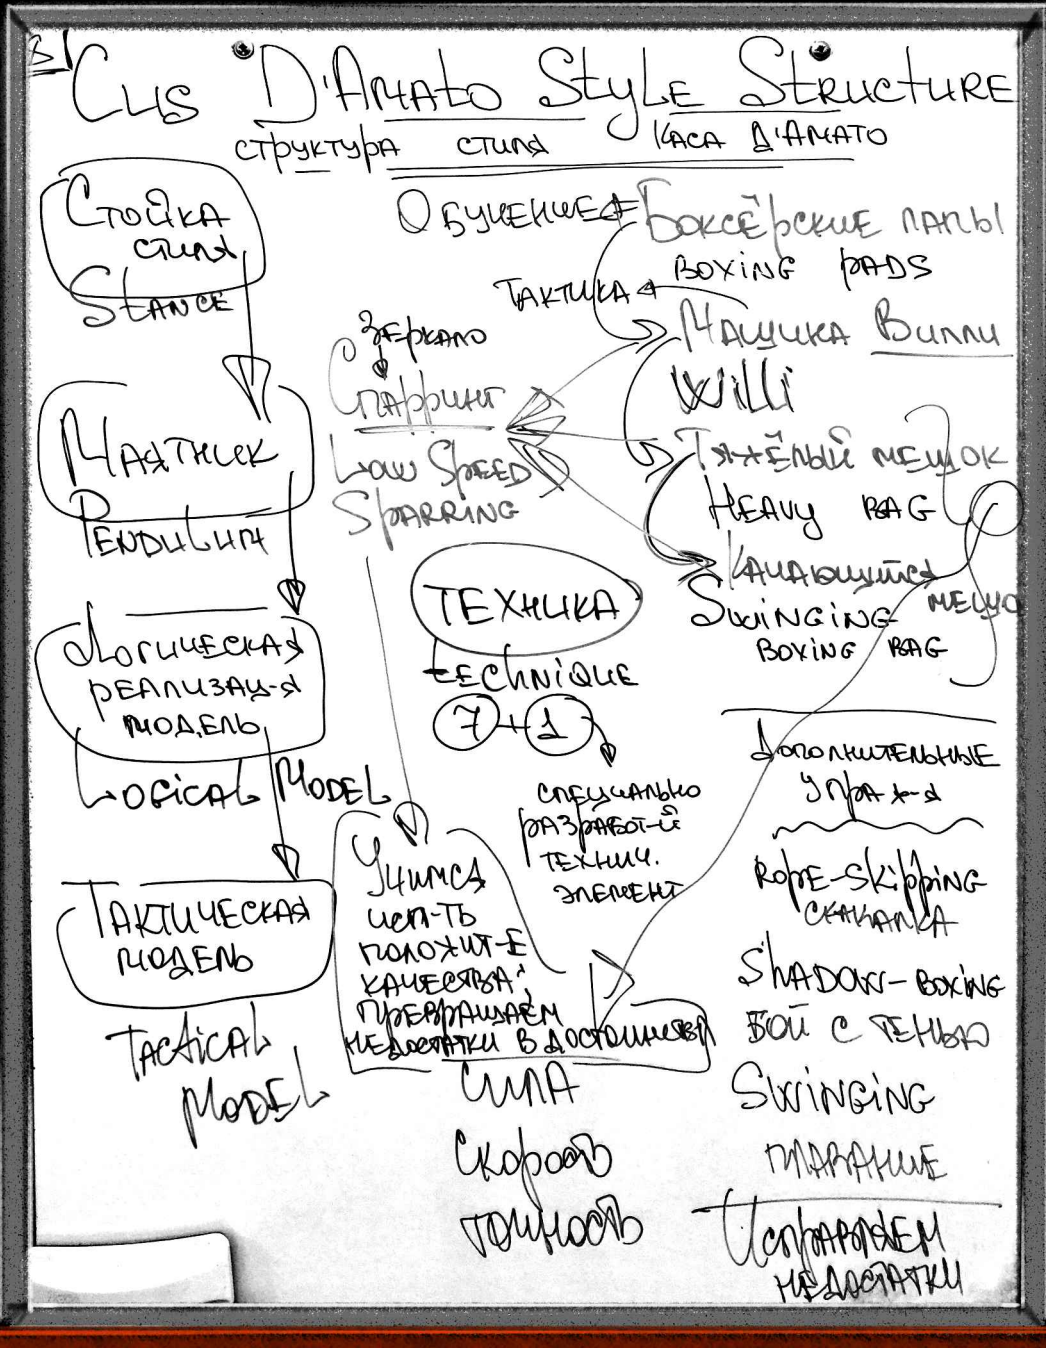 Cus D'Amato Style Structure
структура стиля Каса Д'Амато
Стойка
стиля
Stance
Маятник
Pendulum
Логическая
реализац-я
модель
Logical Model
Тактическая
модель
Tactical
Model
Обучение
Боксёрские лапы
boxing pads
Тактика
Машинка Вилли
Willi
Тяжёлый мешок
Heavy bag
Качающийся
мешок
Swinging
boxing bag
Зеркало
Спарринг
Low Speed
Sparring
Техника
technique
7 + 1
специально
разработ-й
технич.
элемент
Учимся
исп-ть
положит-е
качества;
превращаем
недостатки в достоинства
Сила
Скорость
точность
Дополнительные
упраж-я
Rope-skipping
скакалка
Shadow-boxing
Бой с тенью
Swinging
плавание
Исправляем
недостатки